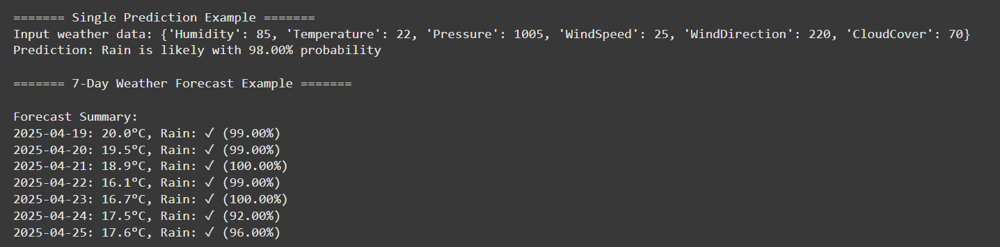 ======= Single Prediction Example =======
Input weather data: {'Humidity': 85, 'Temperature': 22, 'Pressure': 1005, 'WindSpeed': 25, 'WindDirection': 220, 'CloudCover': 70}
Prediction: Rain is likely with 98.00% probability
======= 7-Day Weather Forecast Example =======
Forecast Summary:
2025-04-19: 20.0°C, Rain: ✓ (99.00%)
2025-04-20: 19.5°C, Rain: ✓ (99.00%)
2025-04-21: 18.9°C, Rain: ✓ (100.00%)
2025-04-22: 16.1°C, Rain: ✓ (99.00%)
2025-04-23: 16.7°C, Rain: ✓ (100.00%)
2025-04-24: 17.5°C, Rain: ✓ (92.00%)
2025-04-25: 17.6°C, Rain: ✓ (96.00%)